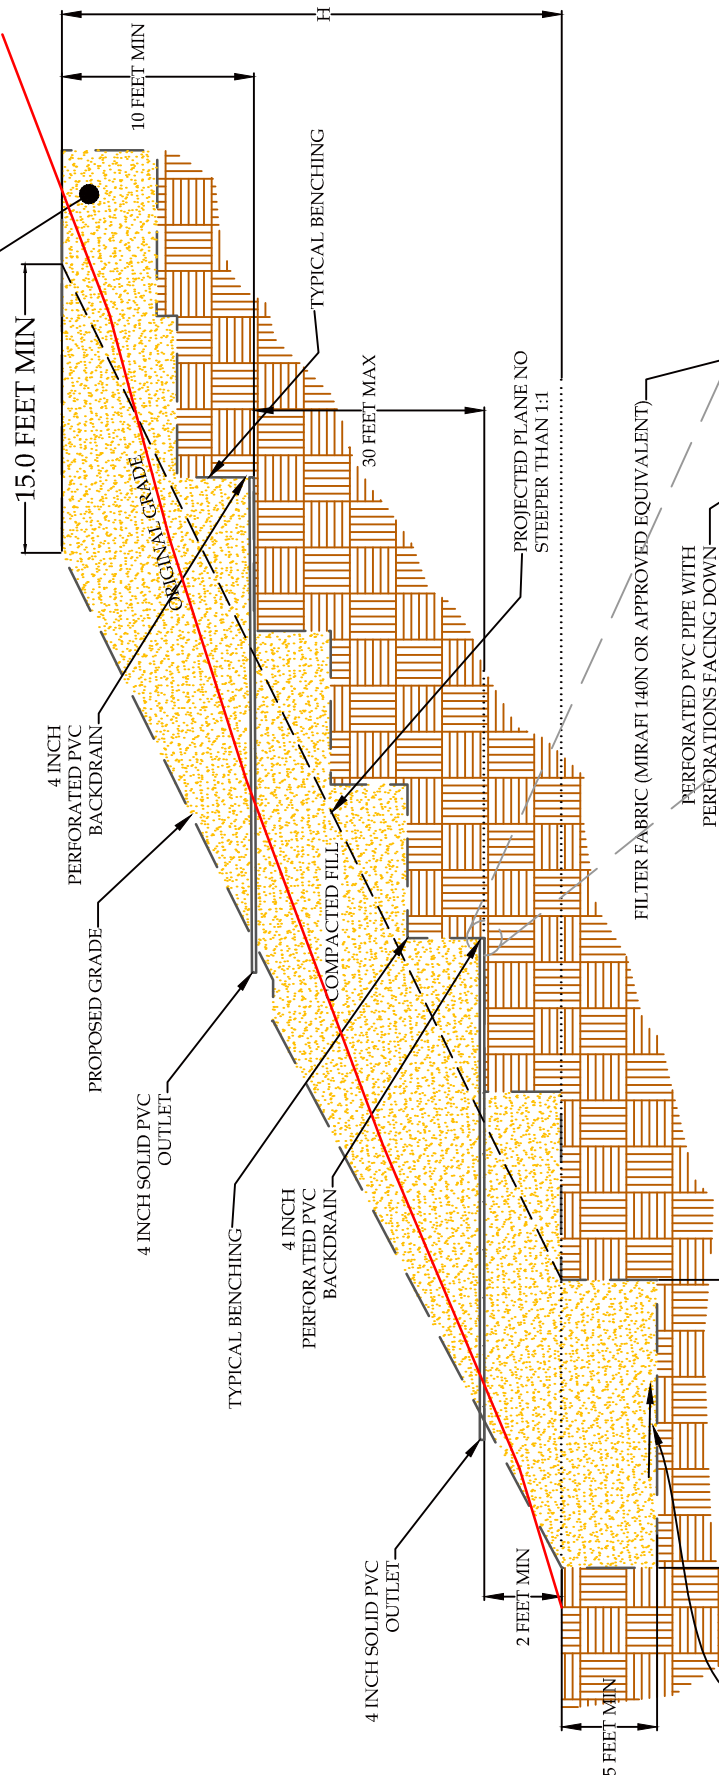 H
10 FEET MIN
15.0 FEET MIN
TYPICAL BENCHING
30 FEET MAX
PROJECTED PLANE NO
STEEPER THAN 1:1
ORIGINAL GRADE
4 INCH
PERFORATED PVC
BACKDRAIN
FILTER FABRIC (MIRAFI 140N OR APPROVED EQUIVALENT)
PERFORATED PVC PIPE WITH
PERFORATIONS FACING DOWN
PROPOSED GRADE
COMPACTED FILL
4 INCH SOLID PVC
OUTLET
TYPICAL BENCHING
4 INCH
PERFORATED PVC
BACKDRAIN
4 INCH SOLID PVC
OUTLET
2 FEET MIN
5 FEET MIN